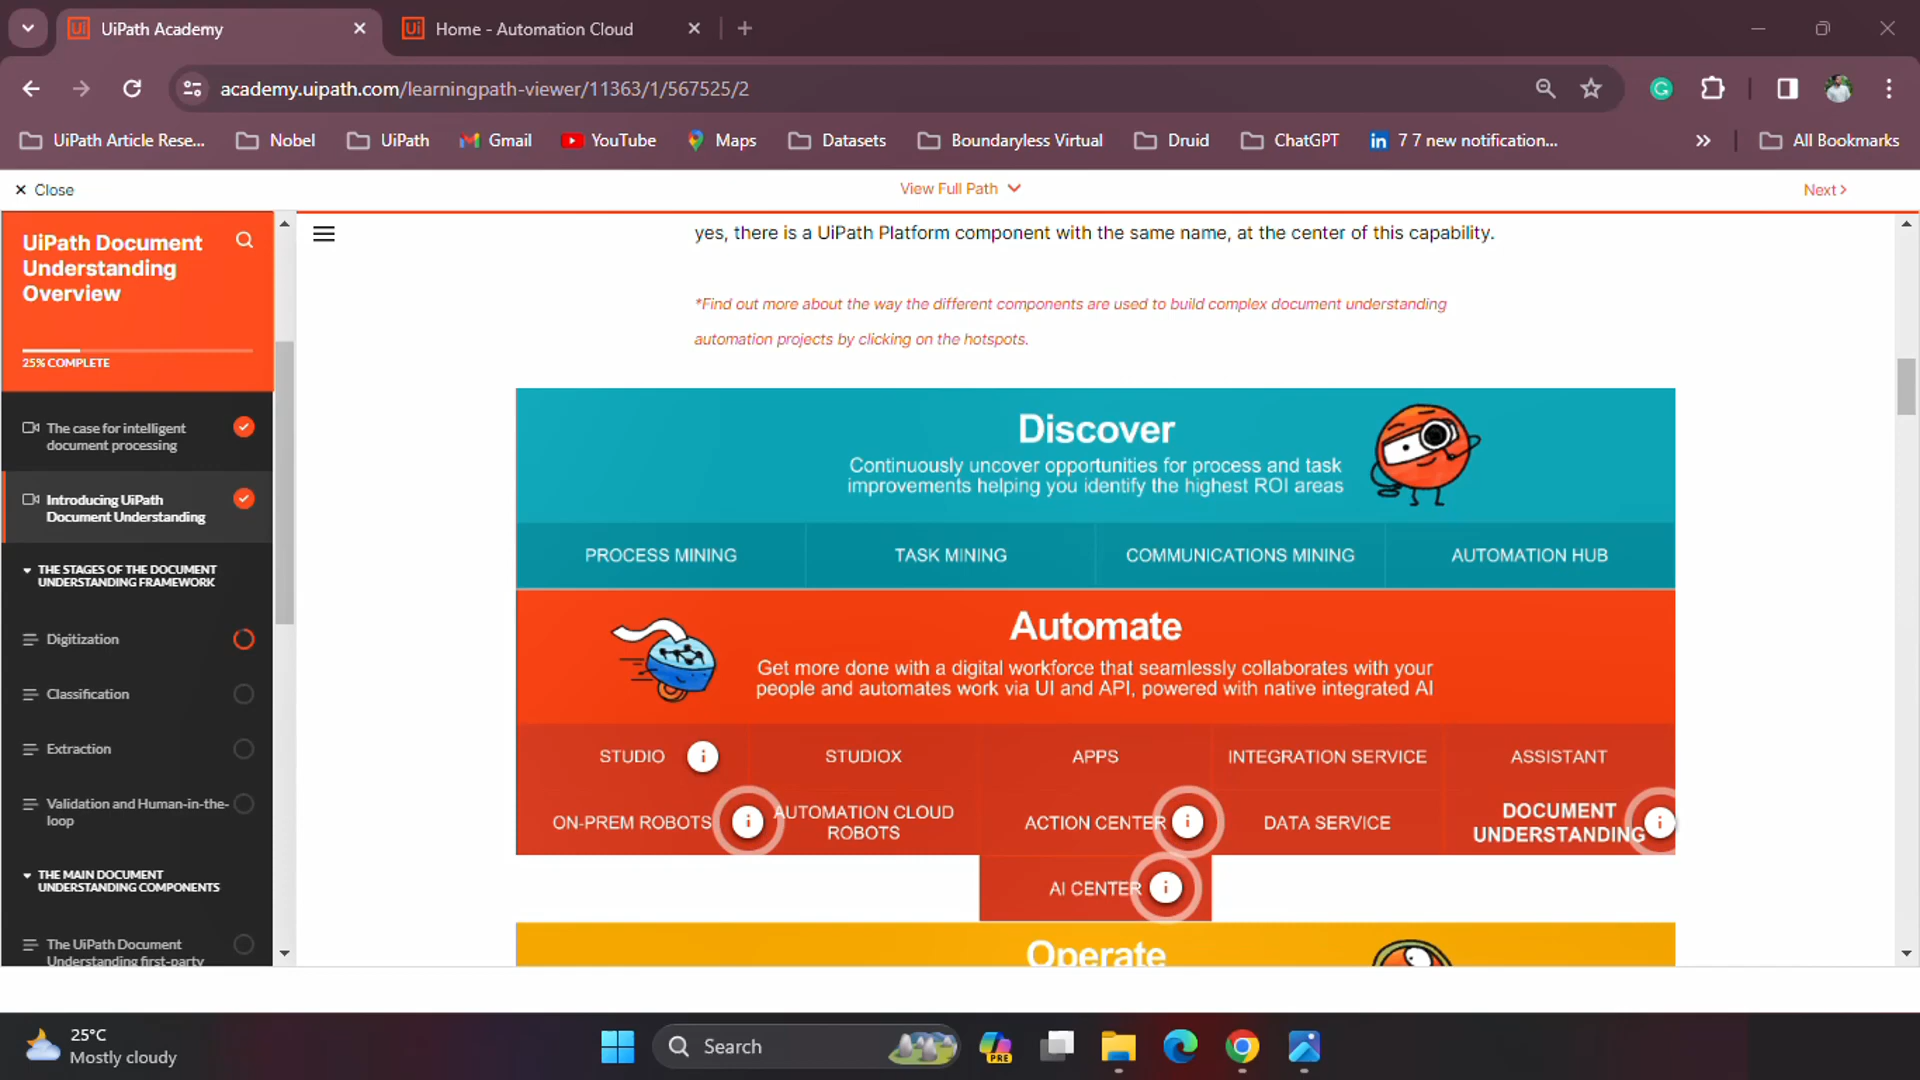 UiPath Academy
Home - Automation Cloud
academy.uipath.com/learningpath-viewer/11363/1/567525/2
UiPath Article Rese...
Nobel
UiPath
Gmail
YouTube
Maps
Datasets
Boundaryless Virtual
Druid
ChatGPT
7 7 new notification...
All Bookmarks
Close
View Full Path
Next
UiPath Document
Understanding
Overview
25% COMPLETE
The case for intelligent
document processing
Introducing UiPath
Document Understanding
THE STAGES OF THE DOCUMENT
UNDERSTANDING FRAMEWORK
Digitization
Classification
Extraction
Validation and Human-in-the-
loop
THE MAIN DOCUMENT
UNDERSTANDING COMPONENTS
The UiPath Document
Understanding first-party
yes, there is a UiPath Platform component with the same name, at the center of this capability.
*Find out more about the way the different components are used to build complex document understanding
automation projects by clicking on the hotspots.
Discover
Continuously uncover opportunities for process and task
improvements helping you identify the highest ROI areas
PROCESS MINING
TASK MINING
COMMUNICATIONS MINING
AUTOMATION HUB
Automate
Get more done with a digital workforce that seamlessly collaborates with your
people and automates work via UI and API, powered with native integrated AI
STUDIO
STUDIOX
APPS
INTEGRATION SERVICE
ASSISTANT
ON-PREM ROBOTS
AUTOMATION CLOUD
ROBOTS
ACTION CENTER
DATA SERVICE
DOCUMENT
UNDERSTANDING
AI CENTER
Operate
25°C
Mostly cloudy
Search
PRE